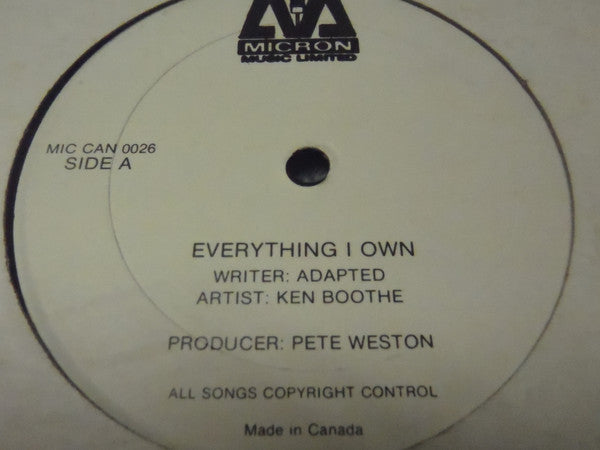 MICRON
MUSIC LIMITED
MIC CAN 0026
SIDE A
EVERYTHING I OWN
WRITER: ADAPTED
ARTIST: KEN BOOTHE
PRODUCER: PETE WESTON
ALL SONGS COPYRIGHT CONTROL
Made in Canada